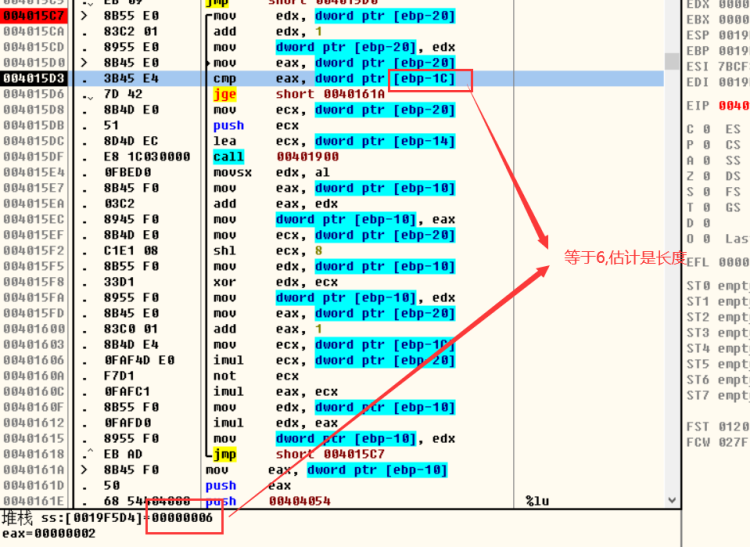 004015C5 . EB 09 jmp short 004015D0
004015C7 > 8B55 E0 mov edx, dword ptr [ebp-20]
004015CA . 83C2 01 add edx, 1
004015CD . 8955 E0 mov dword ptr [ebp-20], edx
004015D0 > 8B45 E0 mov eax, dword ptr [ebp-20]
004015D3 . 3B45 E4 cmp eax, dword ptr [ebp-1C]
004015D6 . 7D 42 jge short 0040161A
004015D8 . 8B4D E0 mov ecx, dword ptr [ebp-20]
004015DB . 51 push ecx
004015DC . 8D4D EC lea ecx, dword ptr [ebp-14]
004015DF . E8 1C030000 call 00401900
004015E4 . 0FBED0 movsx edx, al
004015E7 . 8B45 F0 mov eax, dword ptr [ebp-10]
004015EA . 03C2 add eax, edx
004015EC . 8945 F0 mov dword ptr [ebp-10], eax
004015EF . 8B4D E0 mov ecx, dword ptr [ebp-20]
004015F2 . C1E1 08 shl ecx, 8
004015F5 . 8B55 F0 mov edx, dword ptr [ebp-10]
004015F8 . 33D1 xor edx, ecx
004015FA . 8955 F0 mov dword ptr [ebp-10], edx
004015FD . 8B45 E0 mov eax, dword ptr [ebp-20]
00401600 . 83C0 01 add eax, 1
00401603 . 8B4D E4 mov ecx, dword ptr [ebp-1C]
00401606 . 0FAF4D E0 imul ecx, dword ptr [ebp-20]
0040160A . F7D1 not ecx
0040160C . 0FAFC1 imul eax, ecx
0040160F . 8B55 F0 mov edx, dword ptr [ebp-10]
00401612 . 0FAFD0 imul edx, eax
00401615 . 8955 F0 mov dword ptr [ebp-10], edx
00401618 .^ EB AD jmp short 004015C7
0040161A > 8B45 F0 mov eax, dword ptr [ebp-10]
0040161D . 50 push eax
0040161E . 68 54404000 push 00404054 %lu
堆栈 ss:[0019F5D4]=00000006
eax=00000002
等于6,估计是长度
EDX 0000
EBX 0000
ESP 0019
EBP 0019
ESI 7BCF
EDI 0019
EIP 0040
C 0 ES
P 0 CS
A 0 SS
Z 0 DS
S 0 FS
T 0 GS
D 0
O 0 Las
EFL 0000
ST0 empt
ST1 empt
ST2 empt
ST3 empt
ST4 empt
ST5 empt
ST6 empt
ST7 empt
FST 0120
FCW 027F